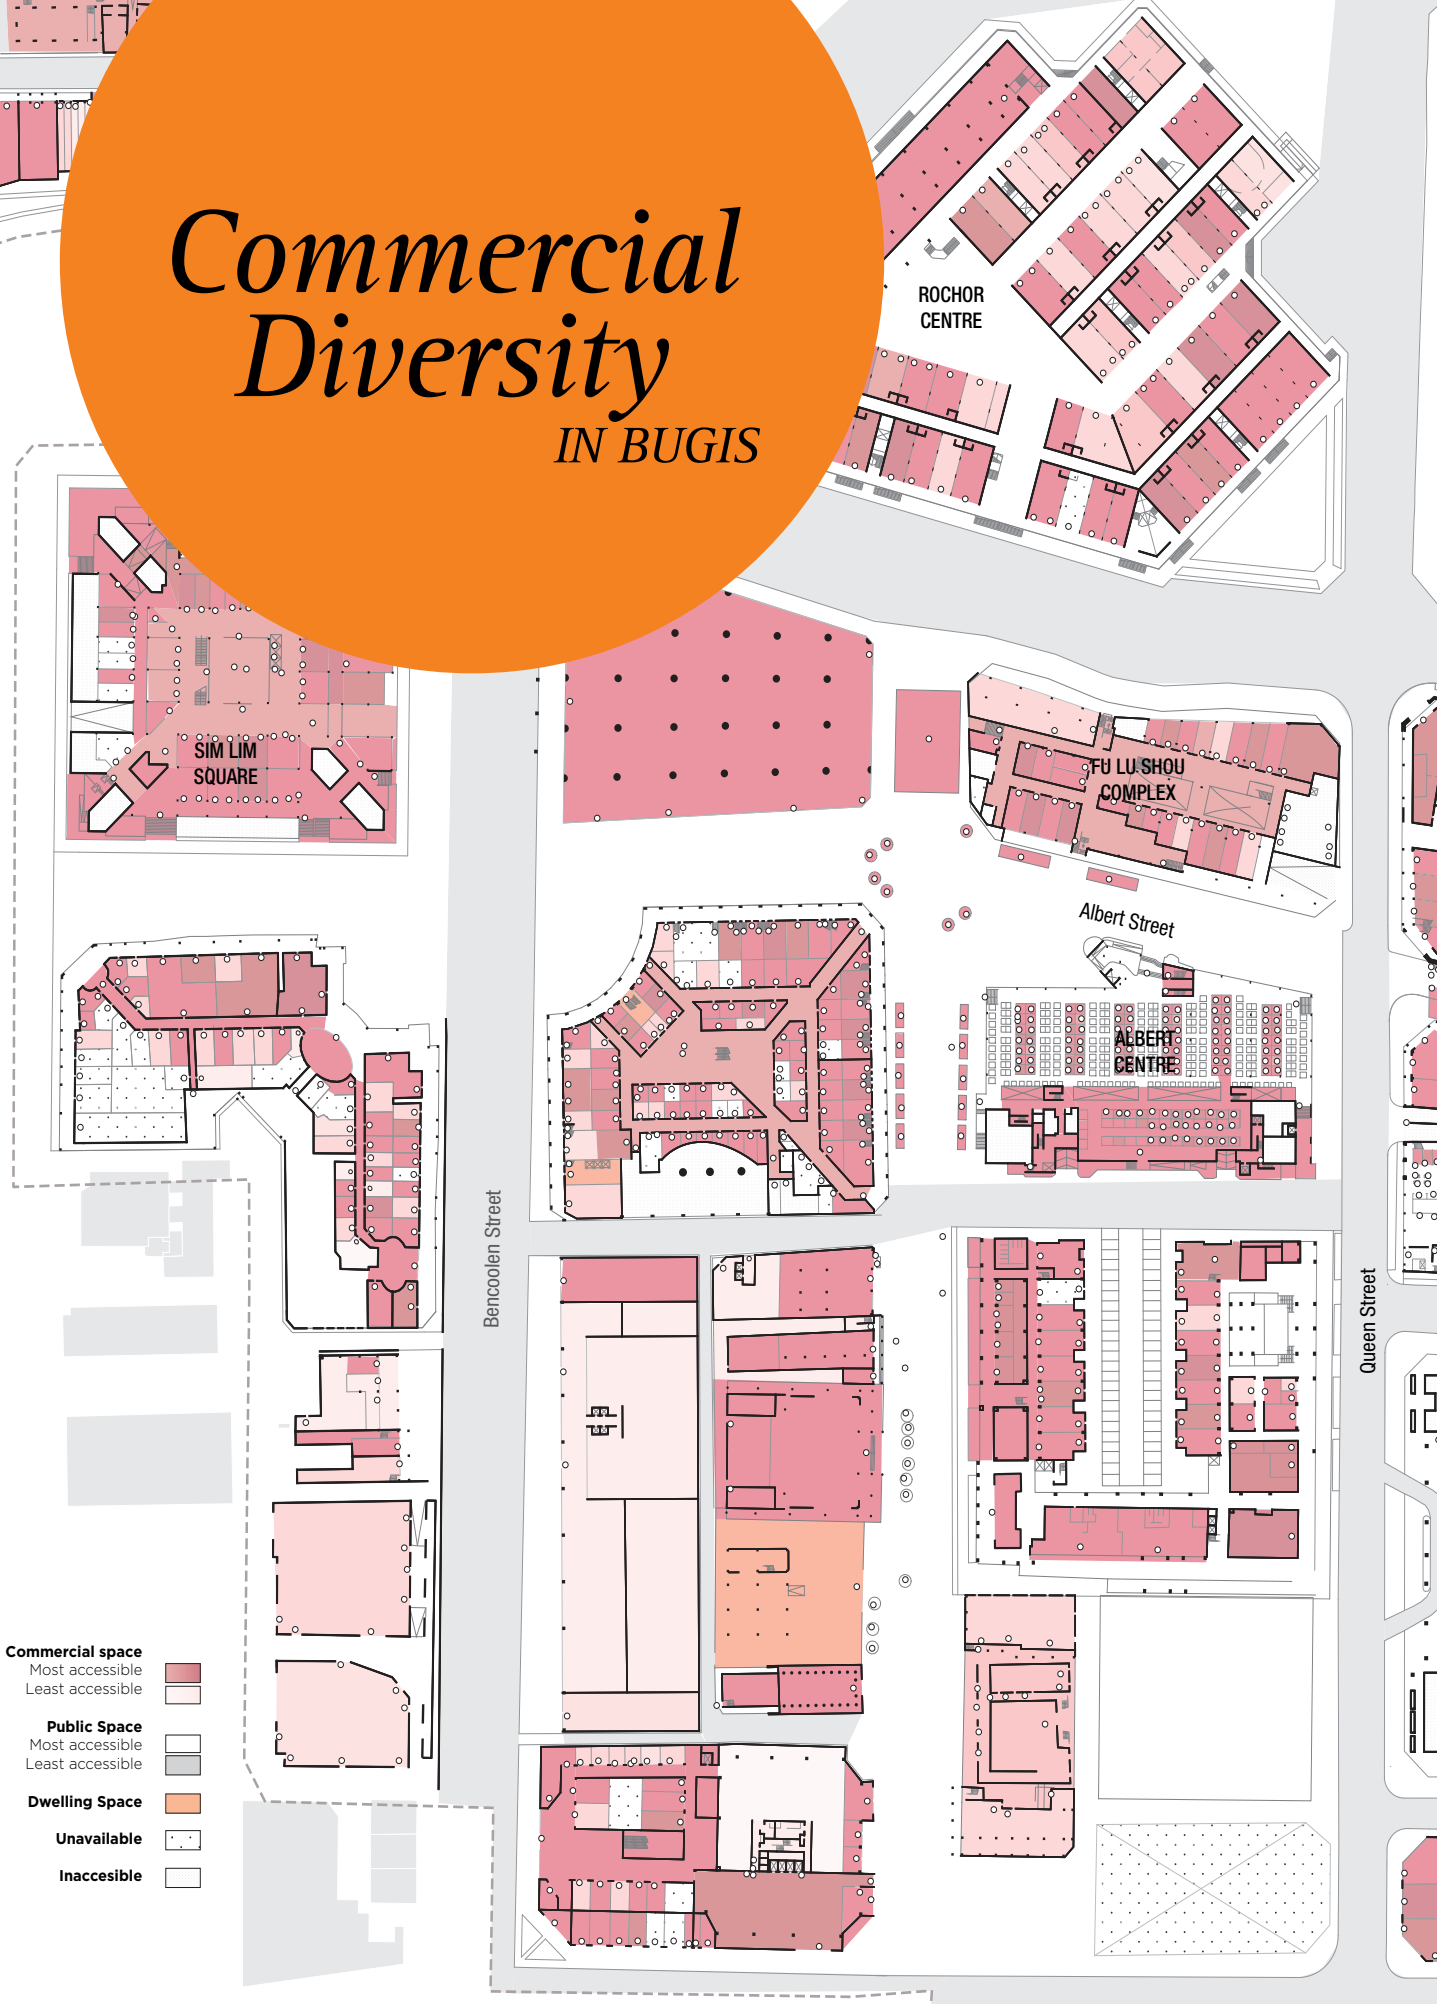 Commercial
Diversity
IN BUGIS
ROCHOR
CENTRE
SIM LIM
SQUARE
FU LU SHOU
COMPLEX
Albert Street
ALBERT
CENTRE
Bencoolen Street
Queen Street
Commercial space
Most accessible
Least accessible
Public Space
Most accessible
Least accessible
Dwelling Space
Unavailable
Inaccesible